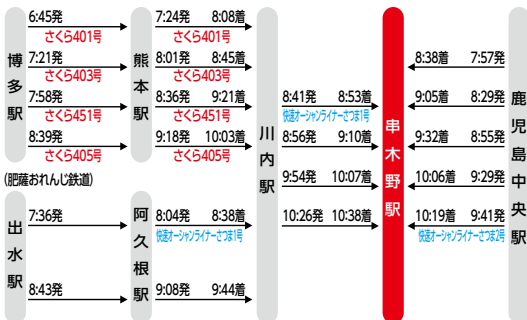 博多駅
6:45発
さくら401号
7:21発
さくら403号
7:58発
さくら451号
8:39発
さくら405号
熊本駅
7:24発 8:08着
さくら401号
8:01発 8:45着
さくら403号
8:36発 9:21着
さくら451号
9:18発 10:03着
さくら405号
(肥薩おれんじ鉄道)
出水駅
7:36発
8:43発
阿久根駅
8:04発 8:38着
快速オーシャンライナーさつま1号
9:08発 9:44着
川内駅
8:41発 8:53着
快速オーシャンライナーさつま1号
8:56発 9:10着
9:54発 10:07着
10:26発 10:38着
串木野駅
8:38着 7:57発
9:05着 8:29発
9:32着 8:55発
10:06着 9:29発
10:19着 9:41発
快速オーシャンライナーさつま2号
鹿児島中央駅